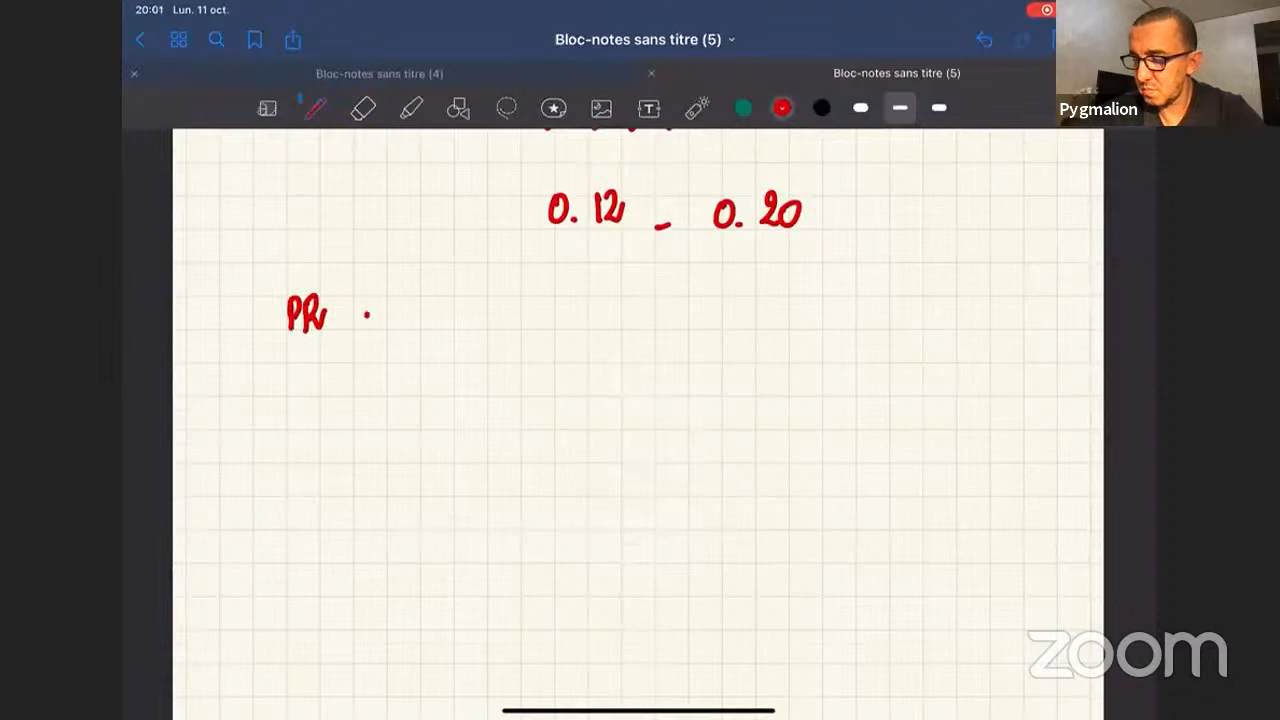 20:01 Lun. 11 oct.
Bloc-notes sans titre (5)
Bloc-notes sans titre (4)
Bloc-notes sans titre (5)
Pygmalion
0.12 - 0.20
PR .
zoom